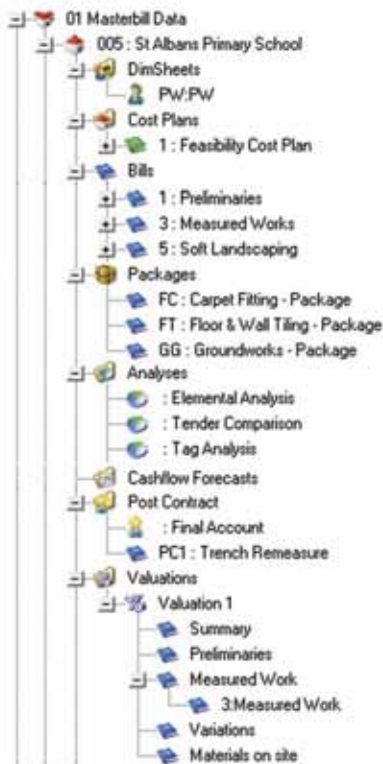 01 Masterbill Data
005 : St Albans Primary School
DimSheets
PW:PW
Cost Plans
1 : Feasibility Cost Plan
Bills
1 : Preliminaries
3 : Measured Works
5 : Soft Landscaping
Packages
FC : Carpet Fitting - Package
FT : Floor & Wall Tiling - Package
GG : Groundworks - Package
Analyses
: Elemental Analysis
: Tender Comparison
: Tag Analysis
Cashflow Forecasts
Post Contract
: Final Account
PC1 : Trench Remeasure
Valuations
Valuation 1
Summary
Preliminaries
Measured Work
3:Measured Work
Variations
Materials on site